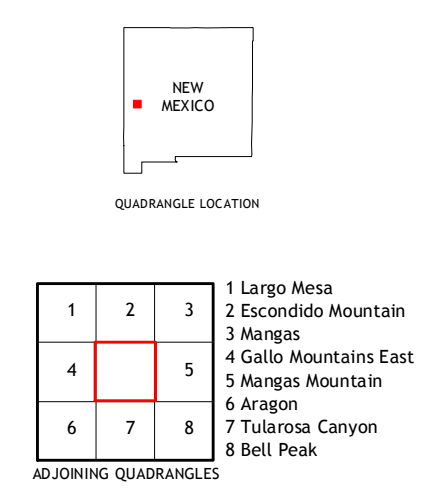 NEW
MEXICO
QUADRANGLE LOCATION
1 2 3
4 5
6 7 8
1 Largo Mesa
2 Escondido Mountain
3 Mangas
4 Gallo Mountains East
5 Mangas Mountain
6 Aragon
7 Tularosa Canyon
8 Bell Peak
ADJOINING QUADRANGLES